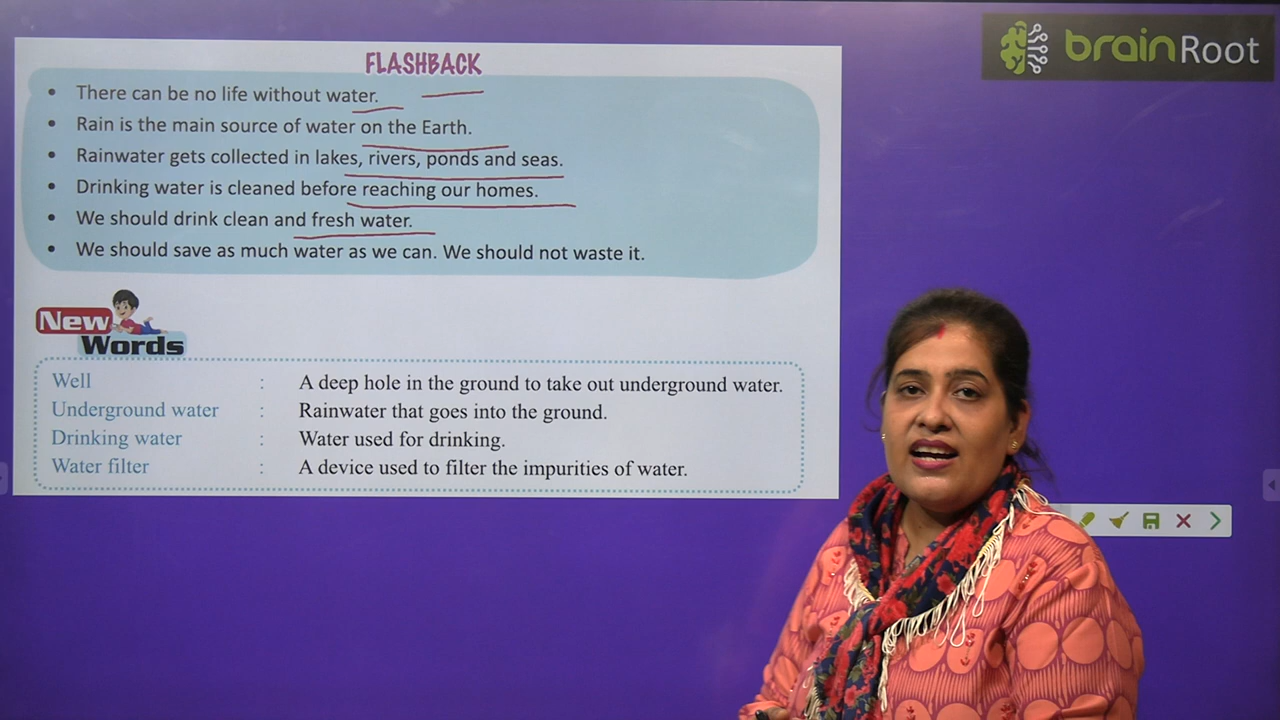 brainRoot
FLASHBACK
• There can be no life without water.
• Rain is the main source of water on the Earth.
• Rainwater gets collected in lakes, rivers, ponds and seas.
• Drinking water is cleaned before reaching our homes.
• We should drink clean and fresh water.
• We should save as much water as we can. We should not waste it.
New
Words
Well : A deep hole in the ground to take out underground water.
Underground water : Rainwater that goes into the ground.
Drinking water : Water used for drinking.
Water filter : A device used to filter the impurities of water.